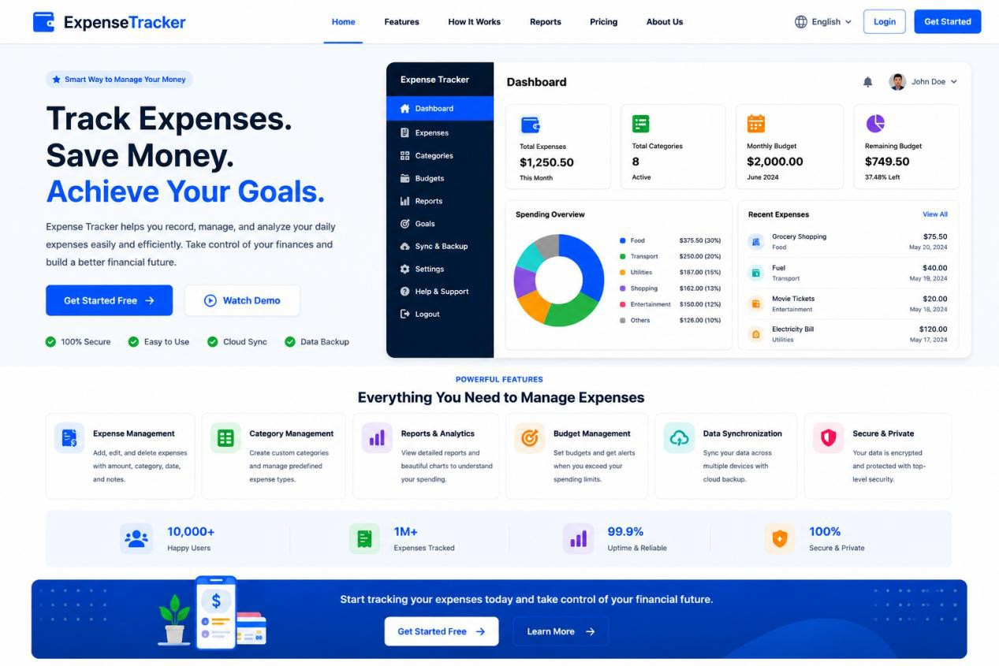 ExpenseTracker
Home
Features
How It Works
Reports
Pricing
About Us
English
Login
Get Started
Smart Way to Manage Your Money
Track Expenses.
Save Money.
Achieve Your Goals.
Expense Tracker helps you record, manage, and analyze your daily
expenses easily and efficiently. Take control of your finances and
build a better financial future.
Get Started Free
Watch Demo
100% Secure
Easy to Use
Cloud Sync
Data Backup
Expense Tracker
Dashboard
Expenses
Categories
Budgets
Reports
Goals
Sync & Backup
Settings
Help & Support
Logout
Dashboard
John Doe
Total Expenses
$1,250.50
This Month
Total Categories
8
Active
Monthly Budget
$2,000.00
June 2024
Remaining Budget
$749.50
37.48% Left
Spending Overview
Food $375.50 (30%)
Transport $250.00 (20%)
Utilities $187.00 (15%)
Shopping $162.00 (13%)
Entertainment $150.00 (12%)
Others $126.00 (10%)
Recent Expenses
View All
Grocery Shopping $75.50
Food May 20, 2024
Fuel $40.00
Transport May 19, 2024
Movie Tickets $20.00
Entertainment May 18, 2024
Electricity Bill $120.00
Utilities May 17, 2024
POWERFUL FEATURES
Everything You Need to Manage Expenses
Expense Management
Add, edit, and delete expenses
with amount, category, date,
and notes.
Category Management
Create custom categories
and manage predefined
expense types.
Reports & Analytics
View detailed reports and
beautiful charts to understand
your spending.
Budget Management
Set budgets and get alerts
when you exceed your
spending limits.
Data Synchronization
Sync your data across
multiple devices with
cloud backup.
Secure & Private
Your data is encrypted
and protected with top-
level security.
10,000+
Happy Users
1M+
Expenses Tracked
99.9%
Uptime & Reliable
100%
Secure & Private
$
Start tracking your expenses today and take control of your financial future.
Get Started Free
Learn More